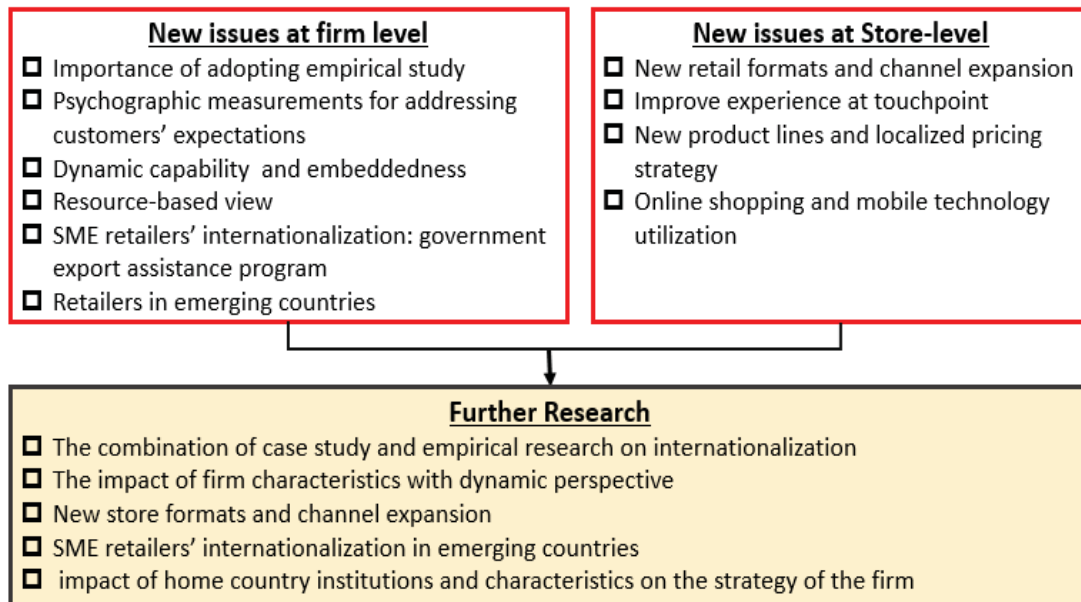 New issues at firm level
Importance of adopting empirical study
Psychographic measurements for addressing
customers' expectations
Dynamic capability and embeddedness
Resource-based view
SME retailers' internationalization: government
export assistance program
Retailers in emerging countries
New issues at Store-level
New retail formats and channel expansion
Improve experience at touchpoint
New product lines and localized pricing
strategy
Online shopping and mobile technology
utilization
Further Research
The combination of case study and empirical research on internationalization
The impact of firm characteristics with dynamic perspective
New store formats and channel expansion
SME retailers' internationalization in emerging countries
impact of home country institutions and characteristics on the strategy of the firm